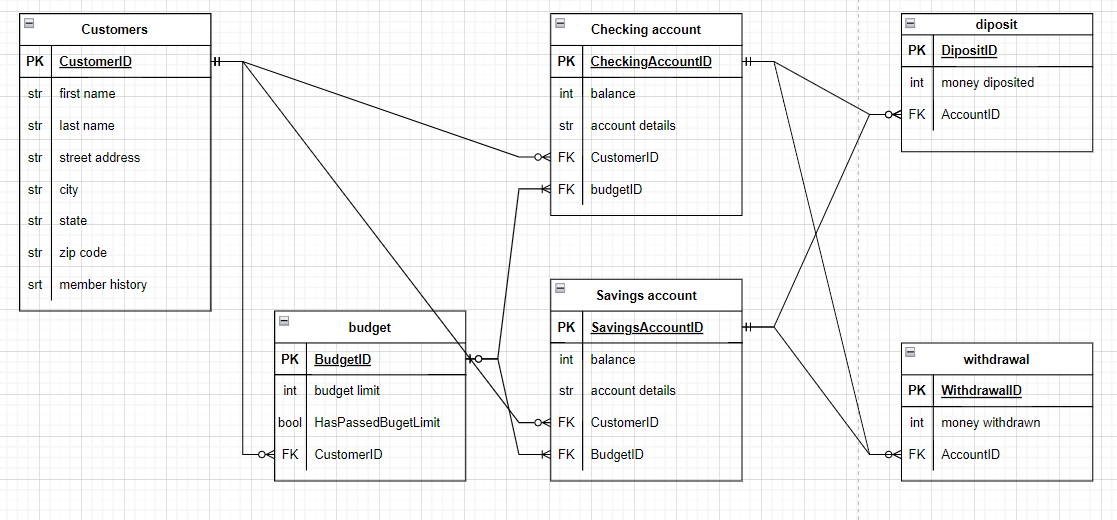 Customers
PK CustomerID
str first name
str last name
str street address
str city
str state
str zip code
srt member history
budget
PK BudgetID
int budget limit
bool HasPassedBugetLimit
FK CustomerID
Checking account
PK CheckingAccountID
int balance
str account details
FK CustomerID
FK budgetID
Savings account
PK SavingsAccountID
int balance
str account details
FK CustomerID
FK BudgetID
diposit
PK DipositID
int money diposited
FK AccountID
withdrawal
PK WithdrawalID
int money withdrawn
FK AccountID